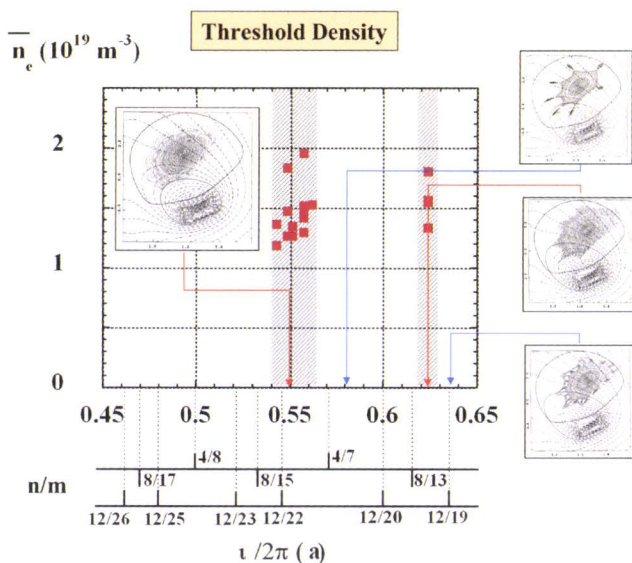 Threshold Density
n̅e (10^19 m^-3)
2
1
0
0.45 0.5 0.55 0.6 0.65
4/8 4/7
n/m 8/17 8/15 8/13
12/26 12/25 12/23 12/22 12/20 12/19
ι /2π ( a)